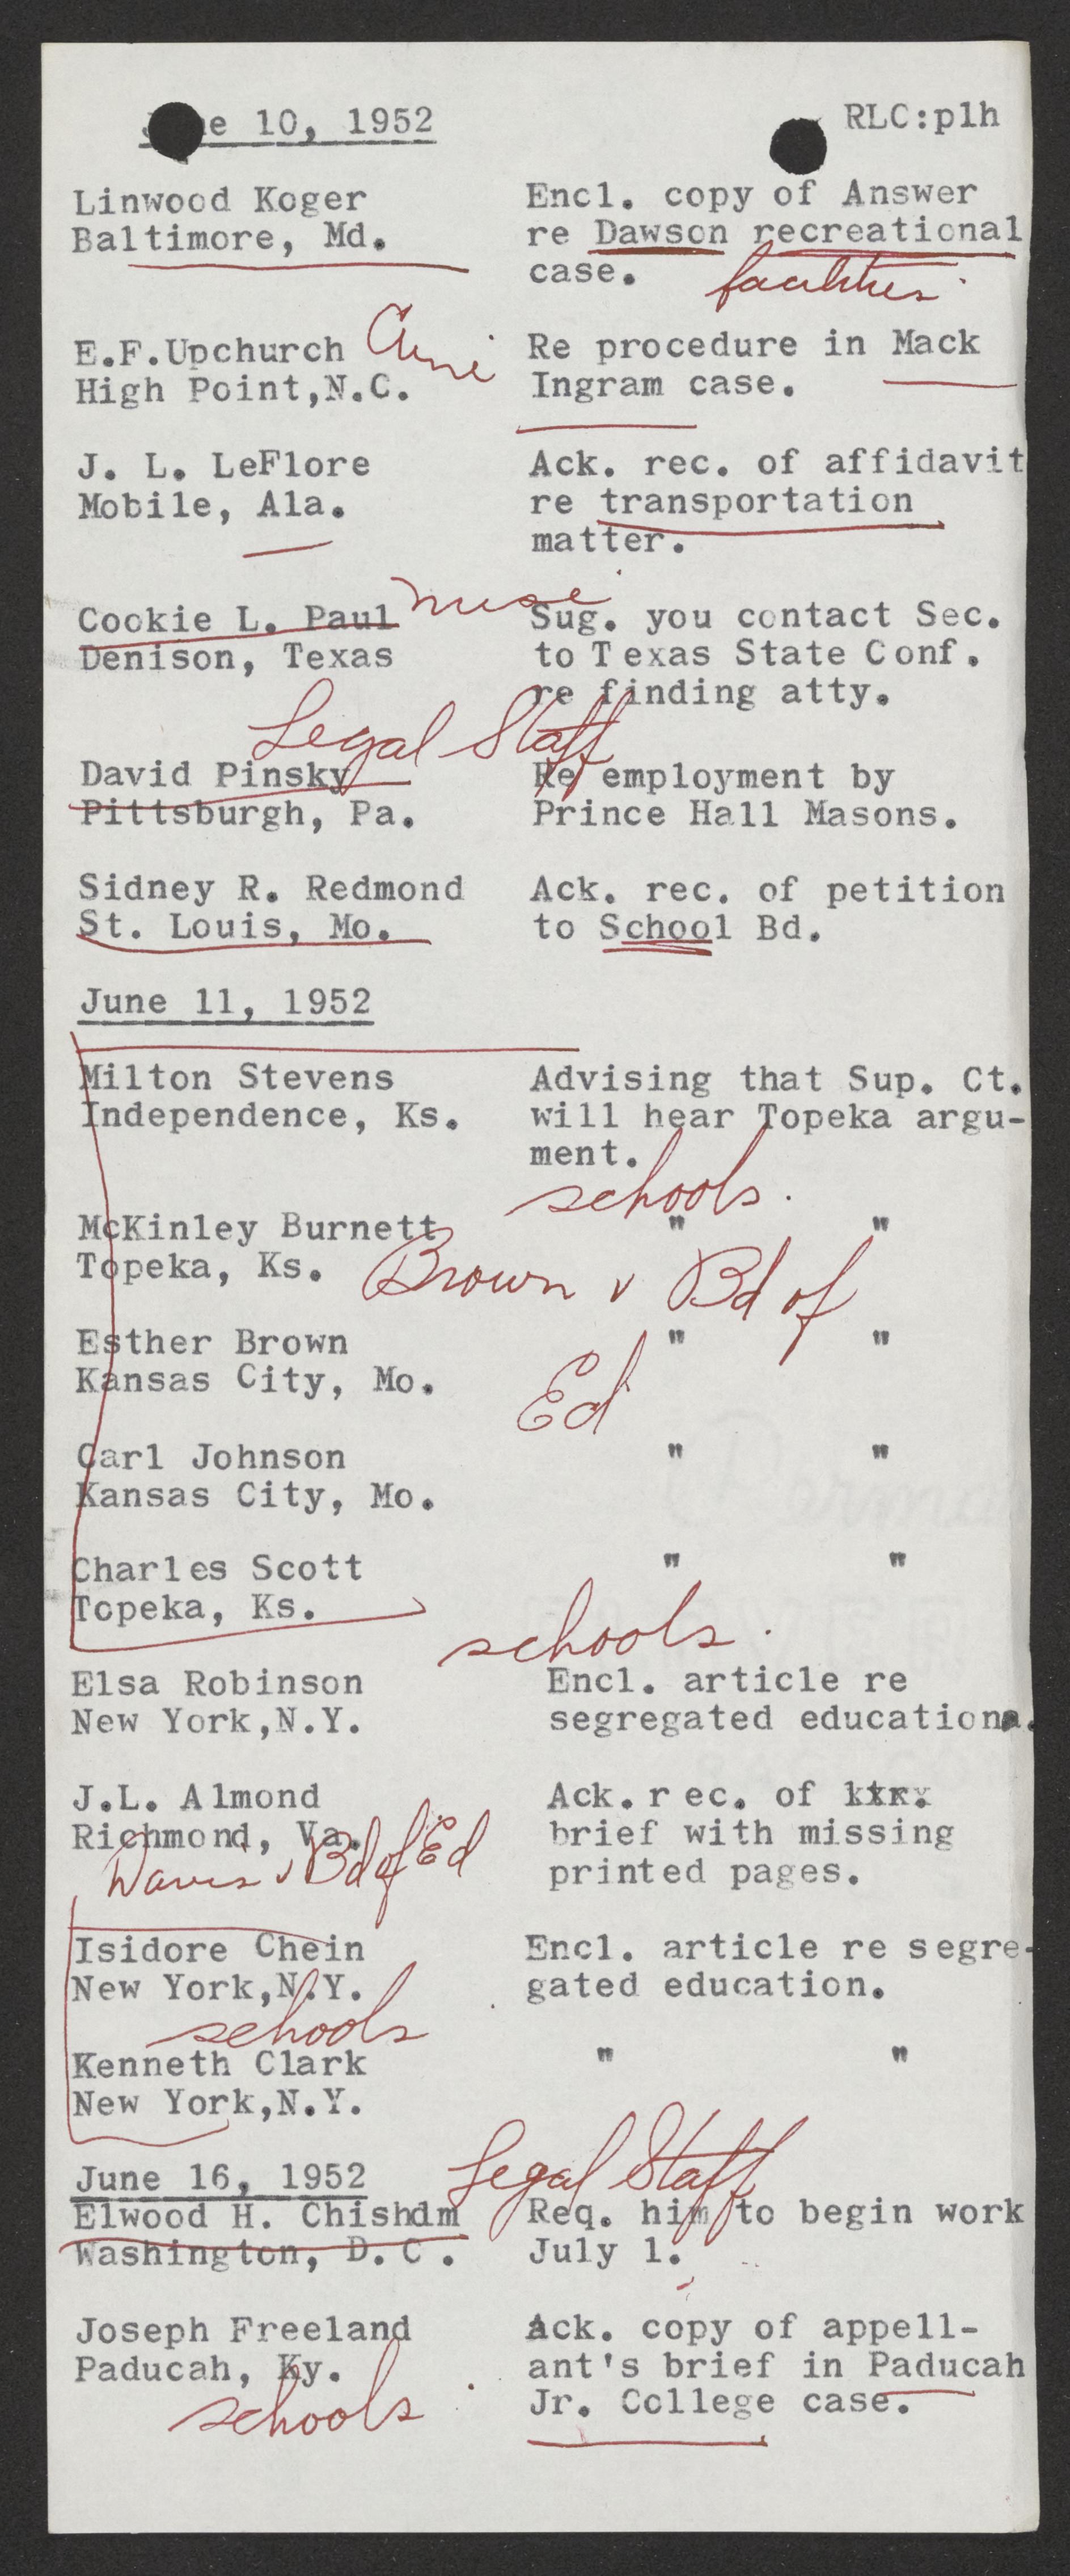 June 10, 1952
RLC:plh
Linwood Koger
Baltimore, Md.
Encl. copy of Answer
re Dawson recreational
case.
facilities
E.F.Upchurch
High Point,N.C.
Re procedure in Mack
Ingram case.
J. L. LeFlore
Mobile, Ala.
Ack. rec. of affidavit
re transportation
matter.
Cookie L. Paul
Denison, Texas
Sug. you contact Sec.
to Texas State Conf.
re finding atty.
Legal Staff
David Pinsky
Pittsburgh, Pa.
Re employment by
Prince Hall Masons.
Sidney R. Redmond
St. Louis, Mo.
Ack. rec. of petition
to School Bd.
June 11, 1952
Milton Stevens
Independence, Ks.
Advising that Sup. Ct.
will hear Topeka argu-
ment.
schools.
McKinley Burnett
Topeka, Ks.
" "
Brown v Bd of
Ed
Esther Brown
Kansas City, Mo.
" "
Carl Johnson
Kansas City, Mo.
" "
Charles Scott
Topeka, Ks.
" "
schools.
Elsa Robinson
New York,N.Y.
Encl. article re
segregated education.
J.L. Almond
Richmond, Va.
Ack.rec. of
brief with missing
printed pages.
Davis v Bd of Ed
Isidore Chein
New York,N.Y.
Encl. article re segre-
gated education.
schools
Kenneth Clark
New York,N.Y.
" "
June 16, 1952
Legal Staff
Elwood H. Chisholm
Washington, D.C.
Req. him to begin work
July 1.
Joseph Freeland
Paducah, Ky.
Ack. copy of appell-
ant's brief in Paducah
Jr. College case.
schools